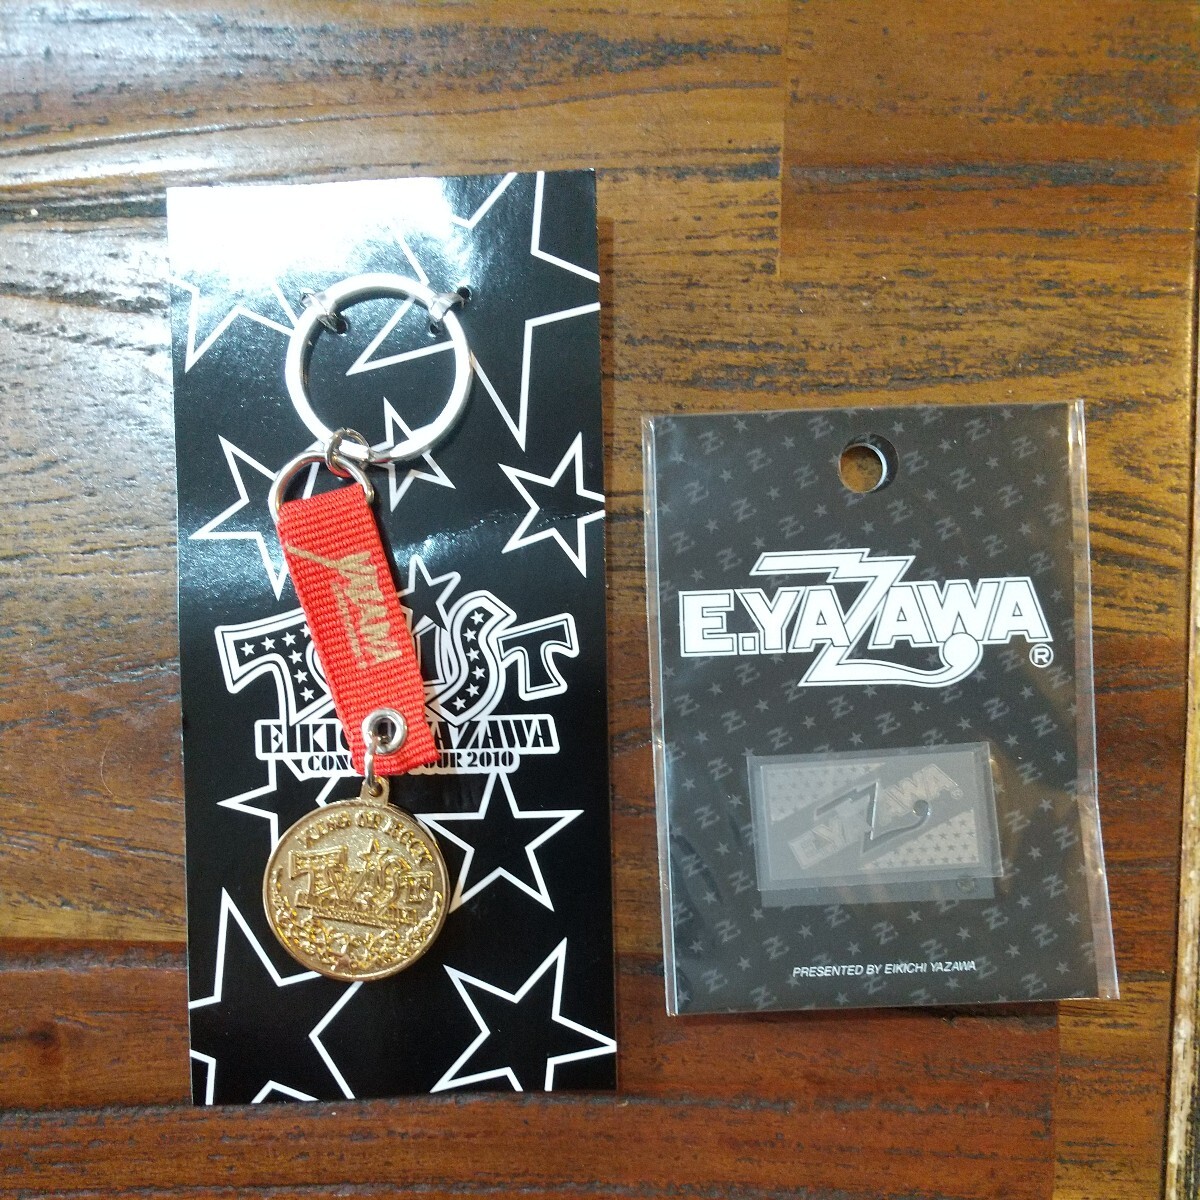 YAZAWA
TWIST
EIKICHI YAZAWA
CONCERT TOUR 2010
KING OF ROCK
TWIST
E.YAZAWA®
E.YAZAWA®
PRESENTED BY EIKICHI YAZAWA